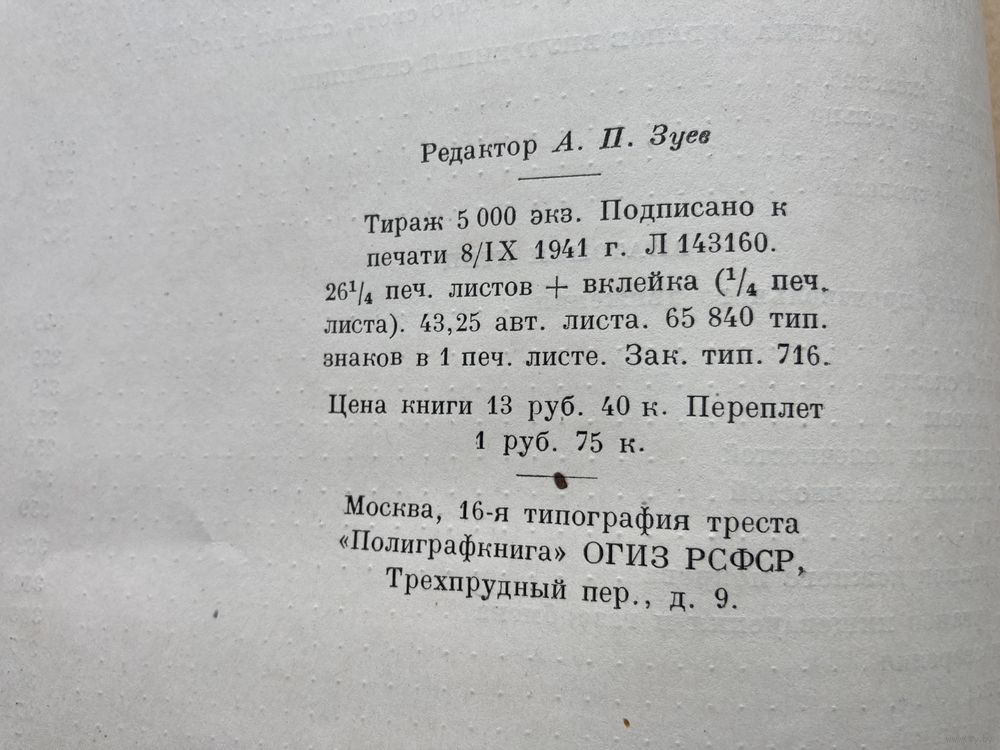 Редактор А. П. Зуев
Тираж 5 000 экз. Подписано к
печати 8/IX 1941 г. Л 143160.
26¹/₄ печ. листов + вклейка (¹/₄ печ.
листа). 43,25 авт. листа. 65 840 тип.
знаков в 1 печ. листе. Зак. тип. 716.
Цена книги 13 руб. 40 к. Переплет
1 руб. 75 к.
Москва, 16-я типография треста
«Полиграфкнига» ОГИЗ РСФСР,
Трехпрудный пер., д. 9.